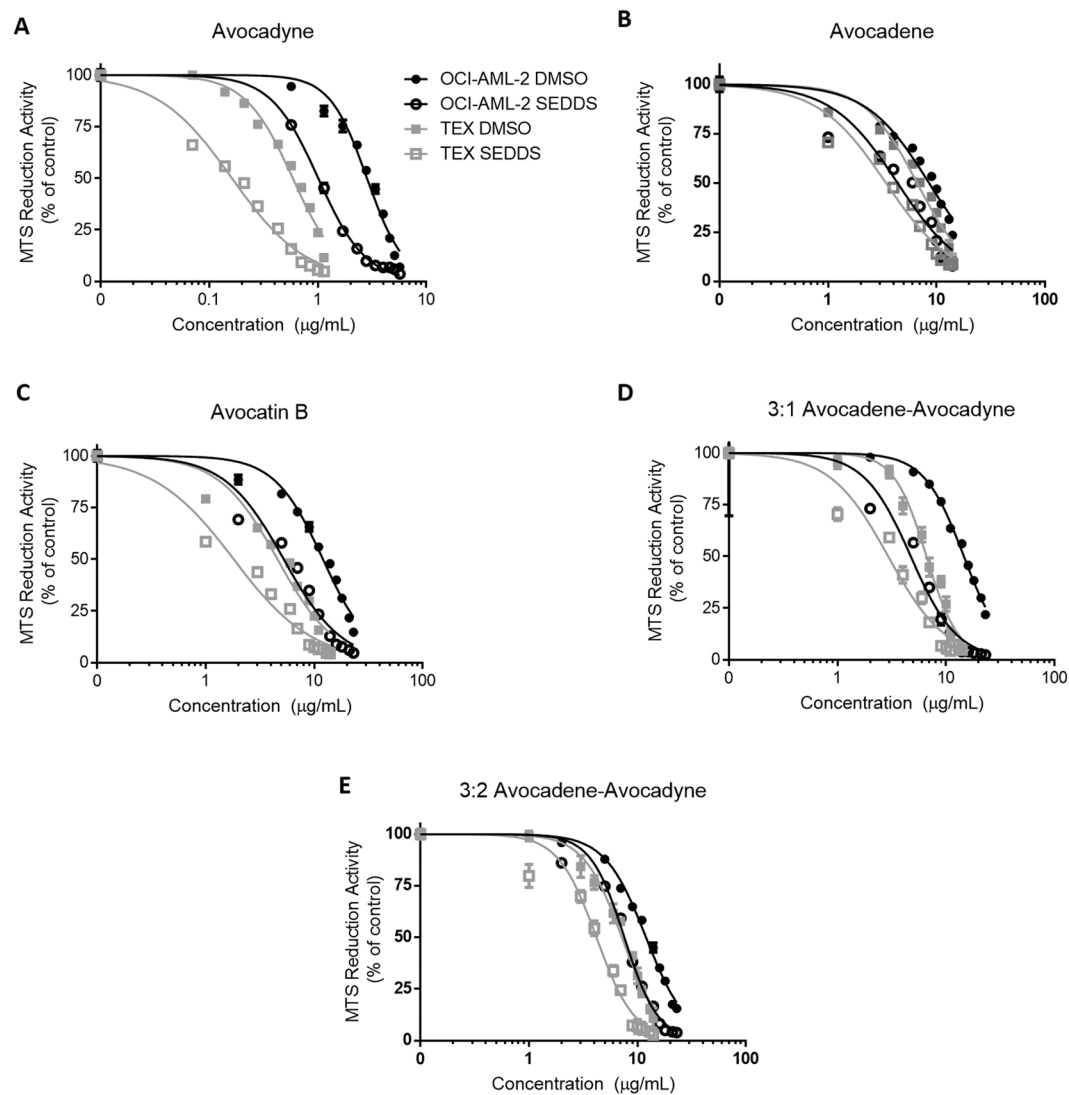 A
Avocadyne
MTS Reduction Activity
(% of control)
100
75
50
25
0
0
0.1
1
10
Concentration (μg/mL)
OCI-AML-2 DMSO
OCI-AML-2 SEDDS
TEX DMSO
TEX SEDDS
B
Avocadene
MTS Reduction Activity
(% of control)
100
75
50
25
0
0
1
10
100
Concentration (μg/mL)
C
Avocatin B
MTS Reduction Activity
(% of control)
100
75
50
25
0
0
1
10
100
Concentration (μg/mL)
D
3:1 Avocadene-Avocadyne
MTS Reduction Activity
(% of control)
100
75
50
25
0
0
1
10
100
Concentration (μg/mL)
E
3:2 Avocadene-Avocadyne
MTS Reduction Activity
(% of control)
100
75
50
25
0
0
1
10
100
Concentration (μg/mL)